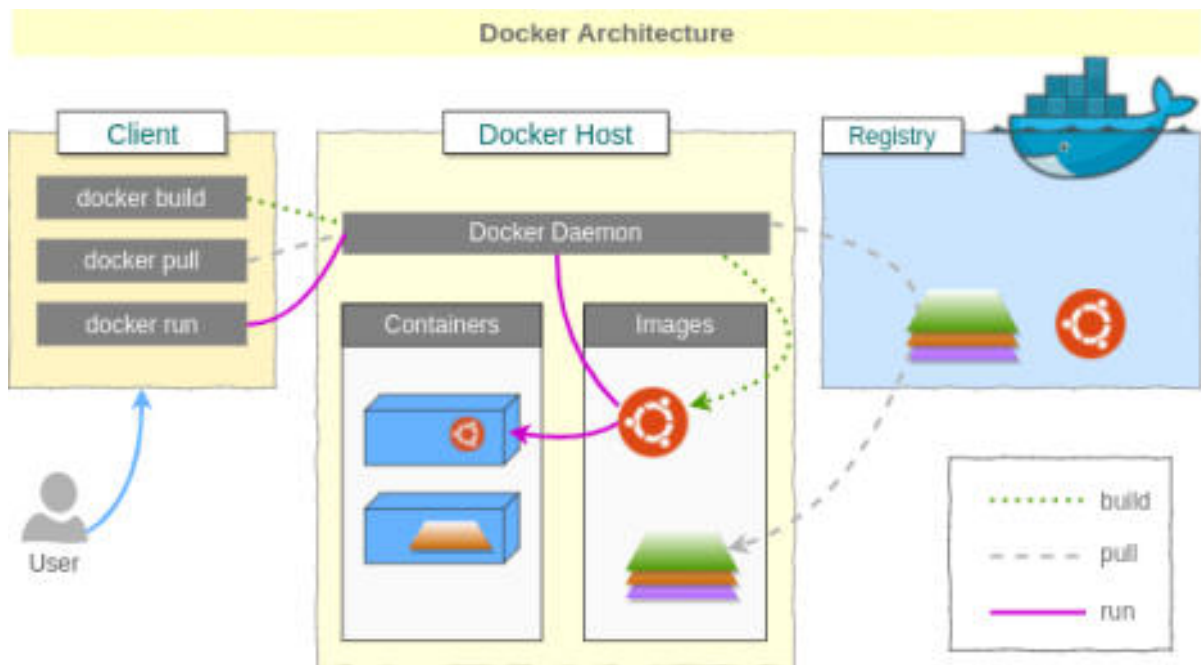 Docker Architecture
Client
docker build
docker pull
docker run
User
Docker Host
Docker Daemon
Containers
Images
Registry
build
pull
run